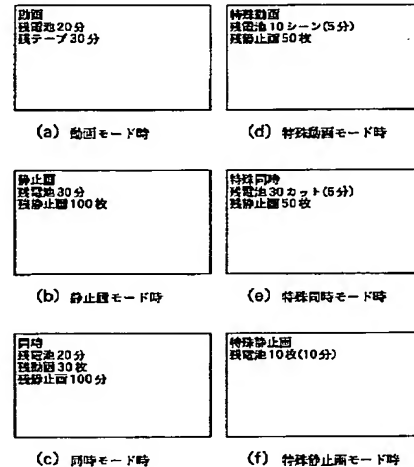 動画
残電池20分
残テープ30分
(a) 動画モード時
特殊動画
残電池10シーン(5分)
残静止画50枚
(d) 特殊動画モード時
静止画
残電池30分
残静止画100枚
(b) 静止画モード時
特殊同時
残電池30カット(5分)
残静止画50枚
(e) 特殊同時モード時
同時
残電池20分
残動画30枚
残静止画100分
(c) 同時モード時
特殊静止画
残電池10枚(10分)
(f) 特殊静止画モード時